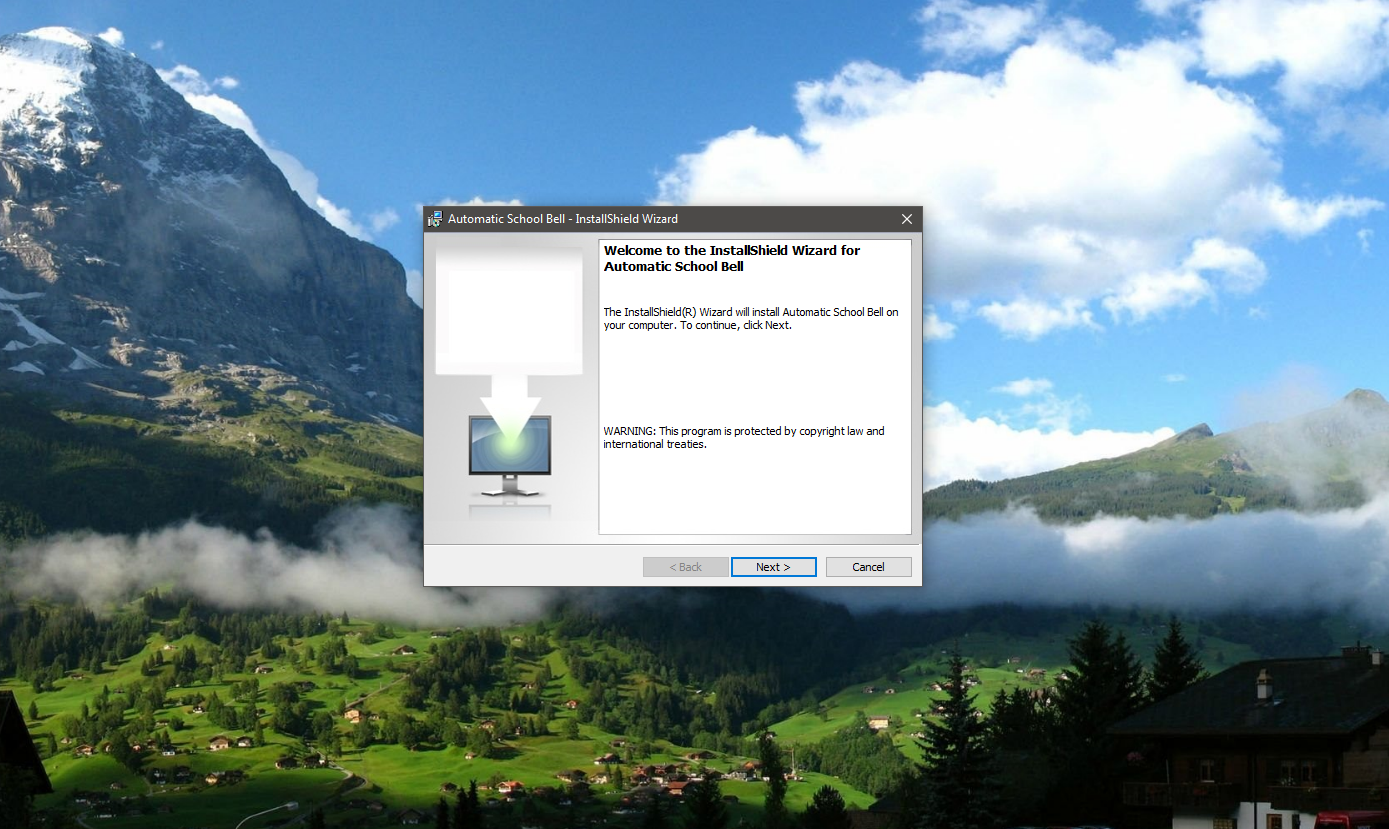 Automatic School Bell - InstallShield Wizard
Welcome to the InstallShield Wizard for
Automatic School Bell
The InstallShield(R) Wizard will install Automatic School Bell on
your computer. To continue, click Next.
WARNING: This program is protected by copyright law and
international treaties.
< Back
Next >
Cancel